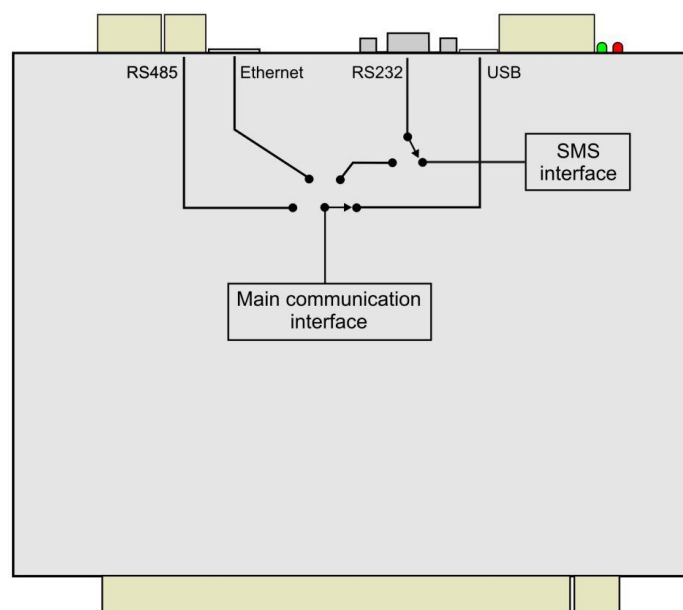 RS485
Ethernet
RS232
USB
SMS
interface
Main communication
interface